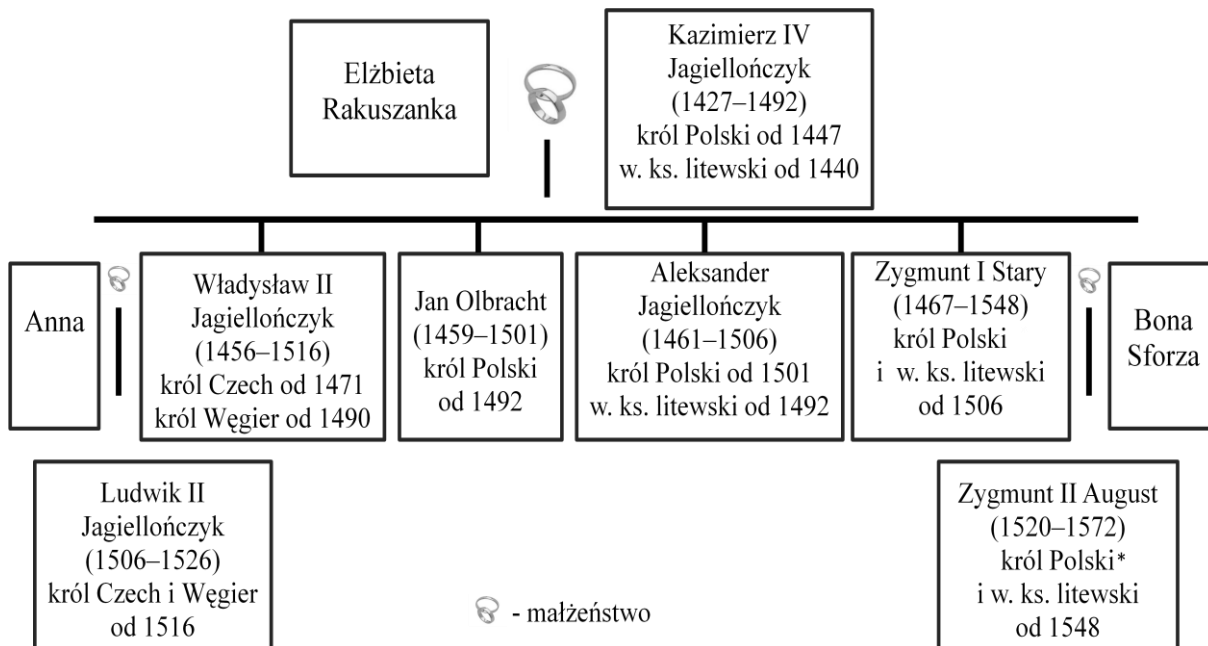 Elżbieta
Rakuszanka
Kazimierz IV
Jagiellończyk
(1427–1492)
król Polski od 1447
w. ks. litewski od 1440
Anna
Władysław II
Jagiellończyk
(1456–1516)
król Czech od 1471
król Węgier od 1490
Jan Olbracht
(1459–1501)
król Polski
od 1492
Aleksander
Jagiellończyk
(1461–1506)
król Polski od 1501
w. ks. litewski od 1492
Zygmunt I Stary
(1467–1548)
król Polski
i w. ks. litewski
od 1506
Bona
Sforza
Ludwik II
Jagiellończyk
(1506–1526)
król Czech i Węgier
od 1516
- małżeństwo
Zygmunt II August
(1520–1572)
król Polski*
i w. ks. litewski
od 1548